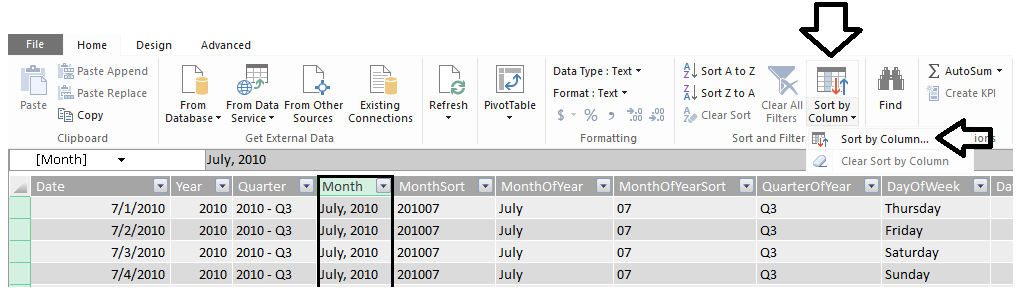 File Home Design Advanced
Paste
Paste Append
Paste Replace
Copy
Clipboard
From Database
From Data Service
From Other Sources
Existing Connections
Get External Data
Refresh
PivotTable
Data Type : Text
Format : Text
$ % , .00 .00
Formatting
Sort A to Z
Sort Z to A
Clear Sort
Clear All Filters
Sort by Column
Sort and Filter
Find
AutoSum
Create KPI
ions
Sort by Column...
Clear Sort by Column
[Month] July, 2010
Date Year Quarter Month MonthSort MonthOfYear MonthOfYearSort QuarterOfYear DayOfWeek Da
7/1/2010 2010 2010 - Q3 July, 2010 201007 July 07 Q3 Thursday
7/2/2010 2010 2010 - Q3 July, 2010 201007 July 07 Q3 Friday
7/3/2010 2010 2010 - Q3 July, 2010 201007 July 07 Q3 Saturday
7/4/2010 2010 2010 - Q3 July, 2010 201007 July 07 Q3 Sunday